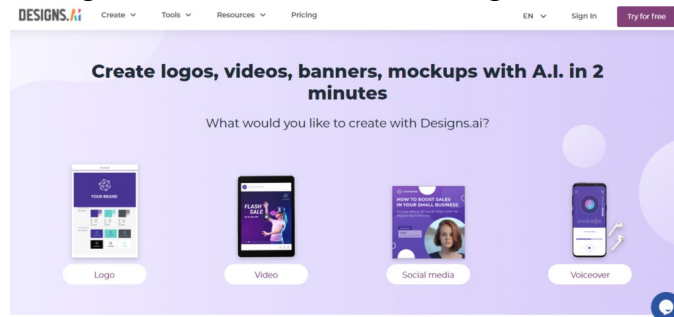 DESIGNS.Ai Create Tools Resources Pricing EN Sign In Try for free
Create logos, videos, banners, mockups with A.I. in 2
minutes
What would you like to create with Designs.ai?
YOUR BRAND
FLASH
SALE
HOW TO BOOST SALES
IN YOUR SMALL BUSINESS
Logo Video Social media Voiceover